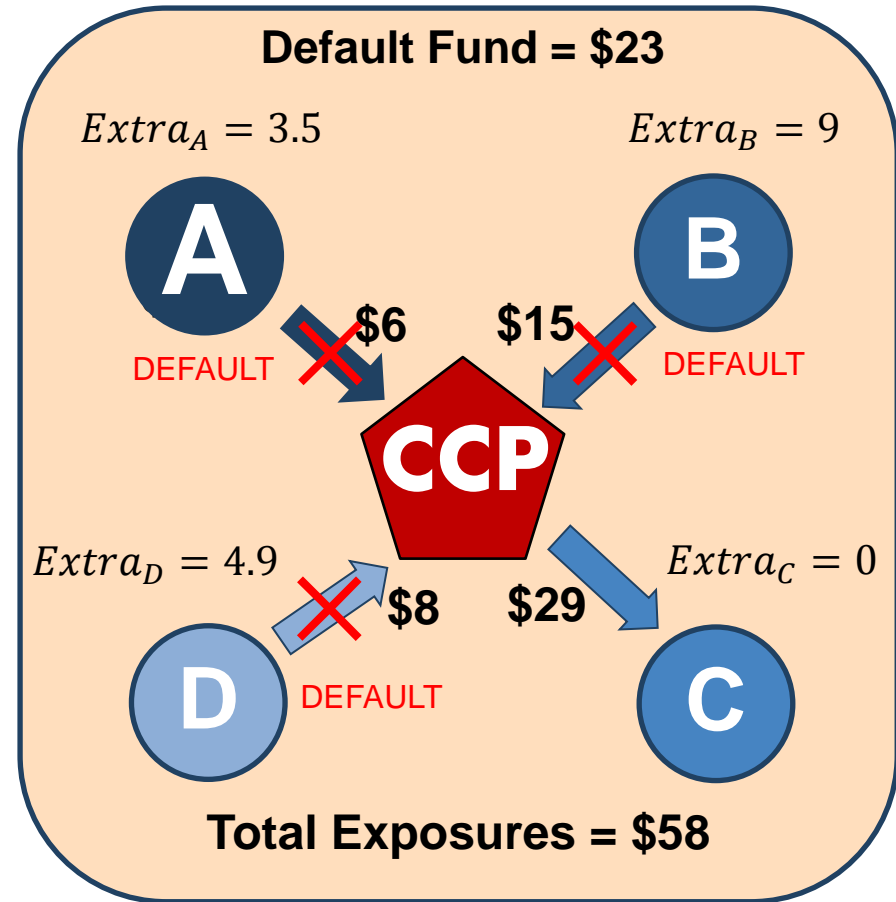 Default Fund = $23
Extra_A = 3.5
Extra_B = 9
A
B
$6
$15
DEFAULT
DEFAULT
CCP
Extra_D = 4.9
Extra_C = 0
$8
$29
D
DEFAULT
C
Total Exposures = $58